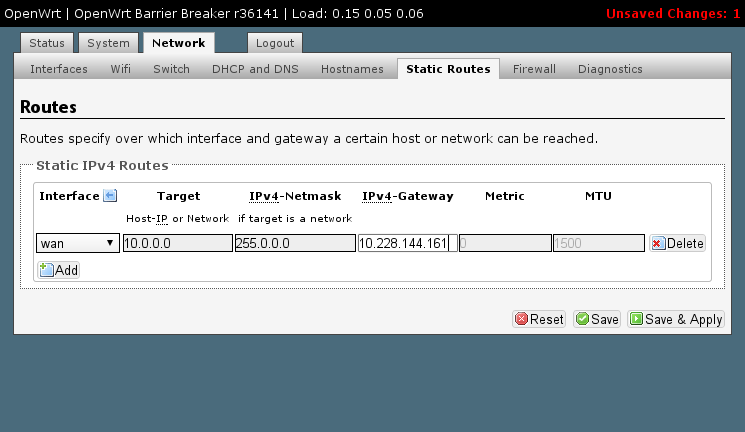 OpenWrt | OpenWrt Barrier Breaker r36141 | Load: 0.15 0.05 0.06 Unsaved Changes: 1
Status System Network Logout
Interfaces Wifi Switch DHCP and DNS Hostnames Static Routes Firewall Diagnostics
Routes
Routes specify over which interface and gateway a certain host or network can be reached.
Static IPv4 Routes
Interface Target IPv4-Netmask IPv4-Gateway Metric MTU
Host-IP or Network if target is a network
wan 10.0.0.0 255.0.0.0 10.228.144.161 0 1500 Delete
Add
Reset Save Save & Apply